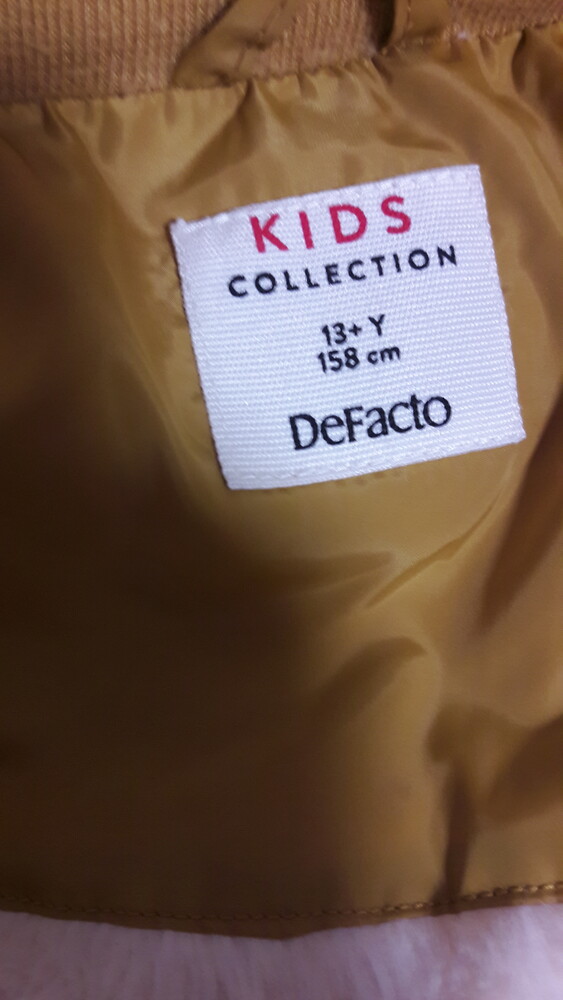 KIDS
COLLECTION
13+ Y
158 cm
DeFacto